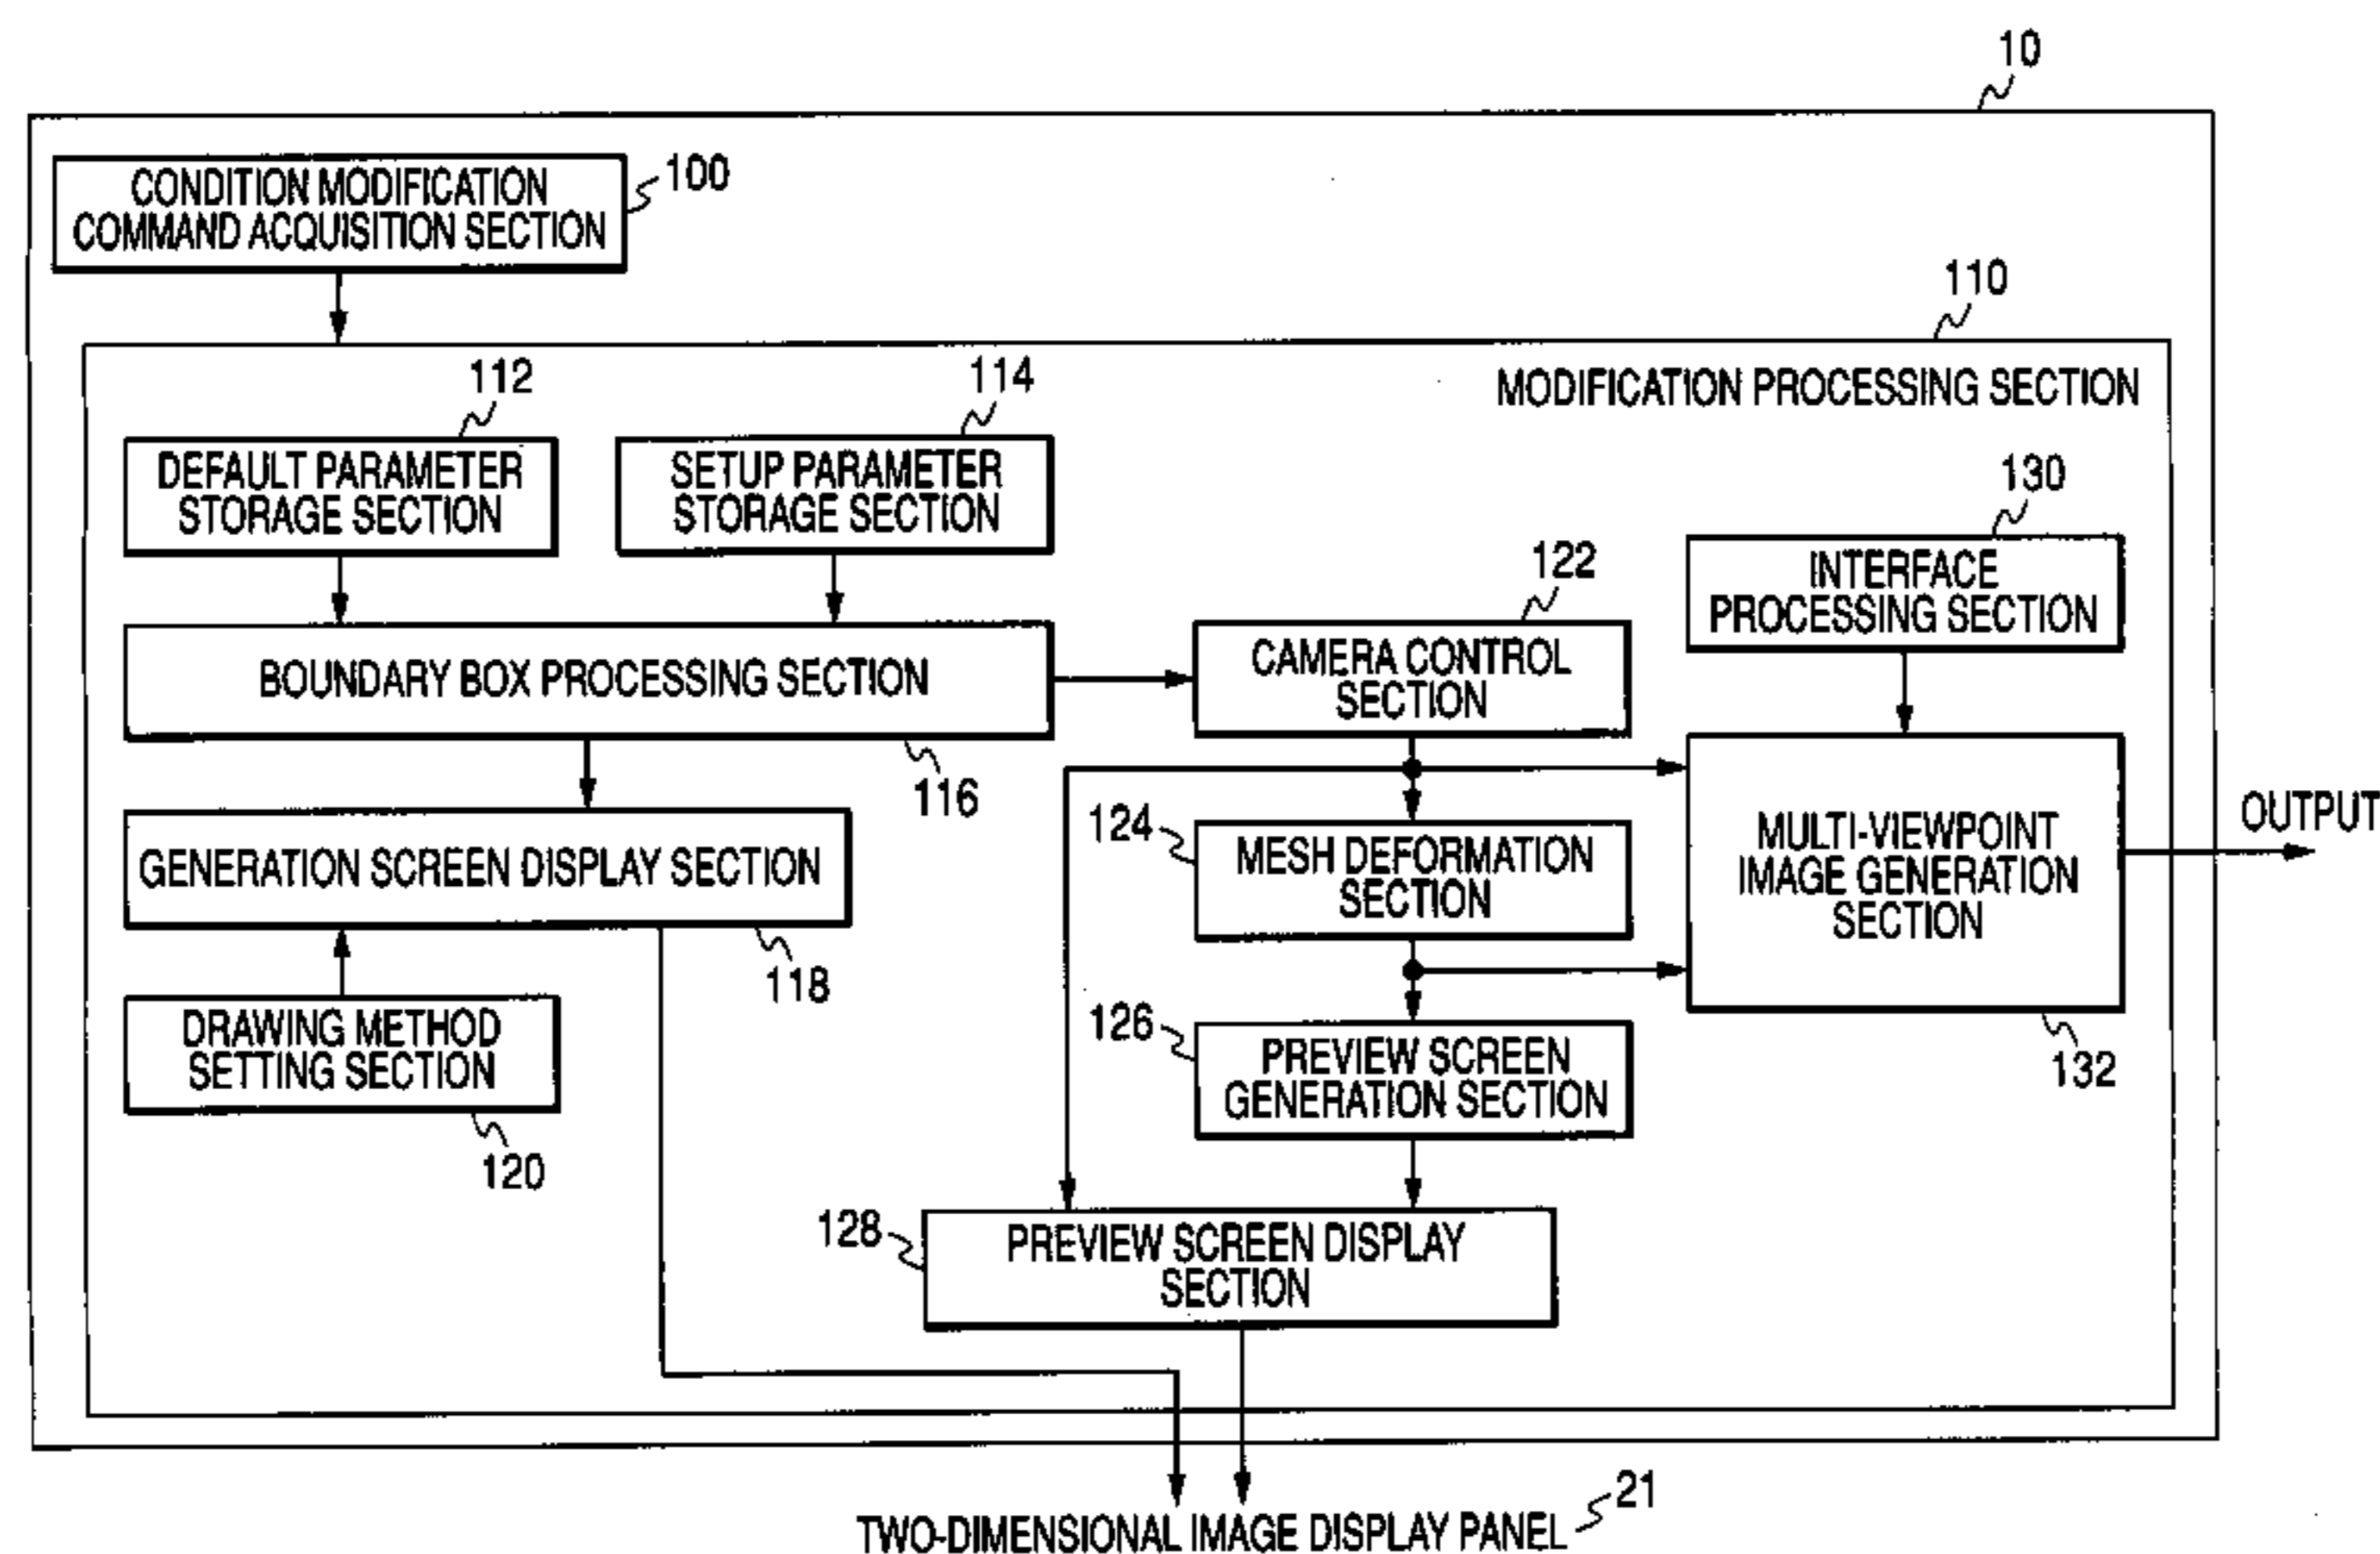 10
CONDITION MODIFICATION
COMMAND ACQUISITION SECTION
100
110
MODIFICATION PROCESSING SECTION
112
DEFAULT PARAMETER
STORAGE SECTION
114
SETUP PARAMETER
STORAGE SECTION
130
INTERFACE
PROCESSING SECTION
122
CAMERA CONTROL
SECTION
BOUNDARY BOX PROCESSING SECTION
116
GENERATION SCREEN DISPLAY SECTION
118
124
MESH DEFORMATION
SECTION
MULTI-VIEWPOINT
IMAGE GENERATION
SECTION
132
OUTPUT
DRAWING METHOD
SETTING SECTION
120
126
PREVIEW SCREEN
GENERATION SECTION
128
PREVIEW SCREEN DISPLAY
SECTION
TWO-DIMENSIONAL IMAGE DISPLAY PANEL
21